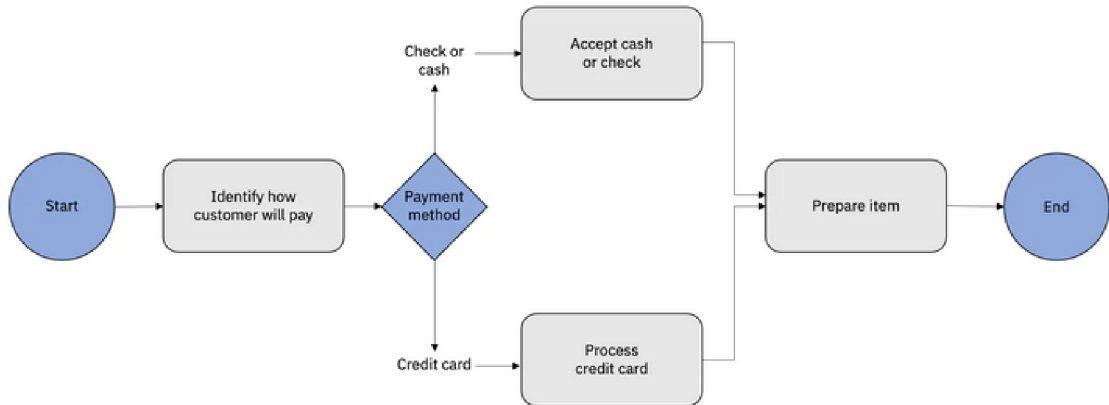 Start
Identify how
customer will pay
Payment
method
Check or
cash
Accept cash
or check
Credit card
Process
credit card
Prepare item
End